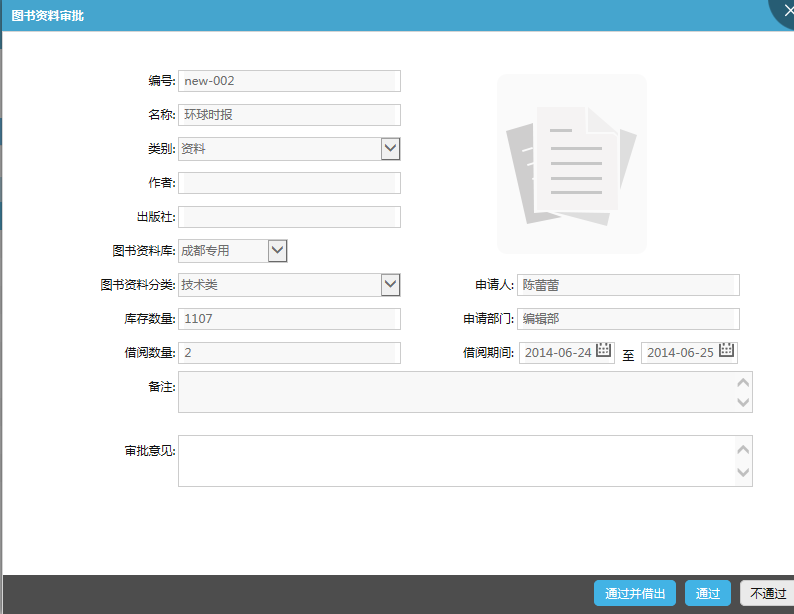 图书资料审批
编号: new-002
名称: 环球时报
类别: 资料
作者:
出版社:
图书资料库: 成都专用
图书资料分类: 技术类 申请人: 陈蕾蕾
库存数量: 1107 申请部门: 编辑部
借阅数量: 2 借阅期间: 2014-06-24 至 2014-06-25
备注:
审批意见:
通过并借出 通过 不通过